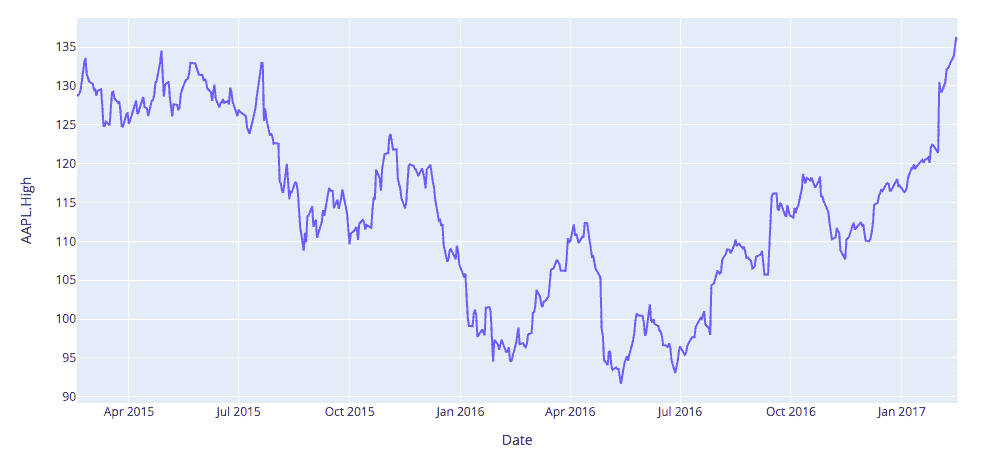 135
130
125
120
115
110
105
100
95
90
AAPL.High
Apr 2015
Jul 2015
Oct 2015
Jan 2016
Apr 2016
Jul 2016
Oct 2016
Jan 2017
Date